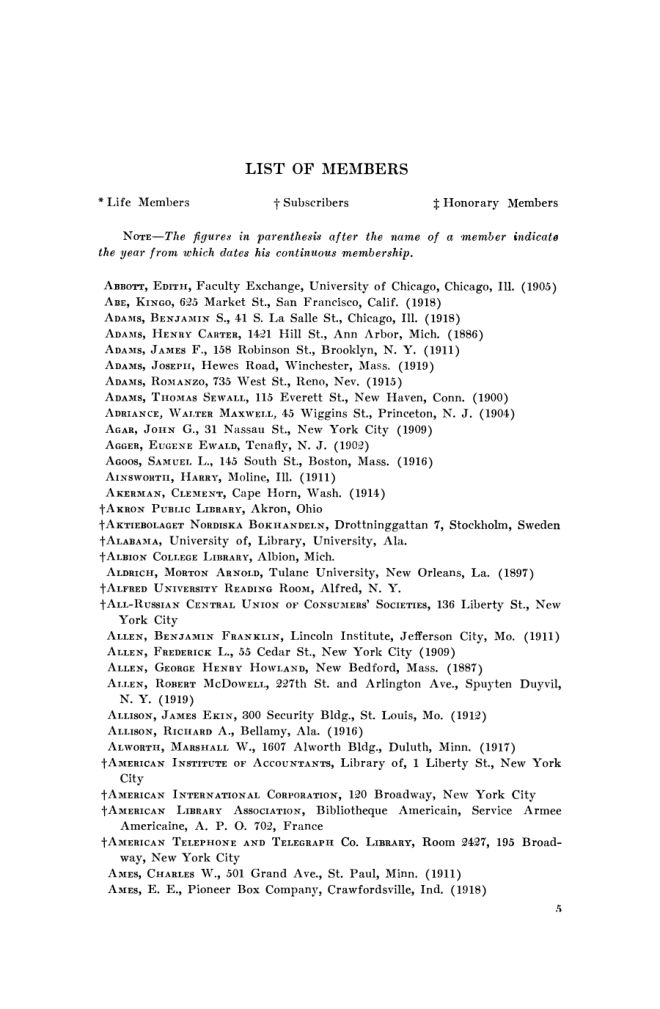 LIST OF MEMBERS
* Life Members † Subscribers ‡ Honorary Members
NOTE—The figures in parenthesis after the name of a member indicate
the year from which dates his continuous membership.
ABBOTT, EDITH, Faculty Exchange, University of Chicago, Chicago, Ill. (1905)
ABE, KINGO, 625 Market St., San Francisco, Calif. (1918)
ADAMS, BENJAMIN S., 41 S. La Salle St., Chicago, Ill. (1918)
ADAMS, HENRY CARTER, 1421 Hill St., Ann Arbor, Mich. (1886)
ADAMS, JAMES F., 158 Robinson St., Brooklyn, N. Y. (1911)
ADAMS, JOSEPH, Hewes Road, Winchester, Mass. (1919)
ADAMS, ROMANZO, 735 West St., Reno, Nev. (1915)
ADAMS, THOMAS SEWALL, 115 Everett St., New Haven, Conn. (1900)
ADRIANCE, WALTER MAXWELL, 45 Wiggins St., Princeton, N. J. (1904)
AGAR, JOHN G., 31 Nassau St., New York City (1909)
AGGER, EUGENE EWALD, Tenafly, N. J. (1902)
AGOOS, SAMUEL L., 145 South St., Boston, Mass. (1916)
AINSWORTH, HARRY, Moline, Ill. (1911)
AKERMAN, CLEMENT, Cape Horn, Wash. (1914)
†AKRON PUBLIC LIBRARY, Akron, Ohio
†AKTIEBOLAGET NORDISKA BOKHANDELN, Drottninggattan 7, Stockholm, Sweden
†ALABAMA, University of, Library, University, Ala.
†ALBION COLLEGE LIBRARY, Albion, Mich.
ALDRICH, MORTON ARNOLD, Tulane University, New Orleans, La. (1897)
†ALFRED UNIVERSITY READING ROOM, Alfred, N. Y.
†ALL-RUSSIAN CENTRAL UNION OF CONSUMERS' SOCIETIES, 136 Liberty St., New
York City
ALLEN, BENJAMIN FRANKLIN, Lincoln Institute, Jefferson City, Mo. (1911)
ALLEN, FREDERICK L., 55 Cedar St., New York City (1909)
ALLEN, GEORGE HENRY HOWLAND, New Bedford, Mass. (1887)
ALLEN, ROBERT MCDOWELL, 227th St. and Arlington Ave., Spuyten Duyvil,
N. Y. (1919)
ALLISON, JAMES EKIN, 300 Security Bldg., St. Louis, Mo. (1912)
ALLISON, RICHARD A., Bellamy, Ala. (1916)
ALWORTH, MARSHALL W., 1607 Alworth Bldg., Duluth, Minn. (1917)
†AMERICAN INSTITUTE OF ACCOUNTANTS, Library of, 1 Liberty St., New York
City
†AMERICAN INTERNATIONAL CORPORATION, 120 Broadway, New York City
†AMERICAN LIBRARY ASSOCIATION, Bibliotheque Americain, Service Armee
Americaine, A. P. O. 702, France
†AMERICAN TELEPHONE AND TELEGRAPH Co. LIBRARY, Room 2427, 195 Broad-
way, New York City
AMES, CHARLES W., 501 Grand Ave., St. Paul, Minn. (1911)
AMES, E. E., Pioneer Box Company, Crawfordsville, Ind. (1918)
5